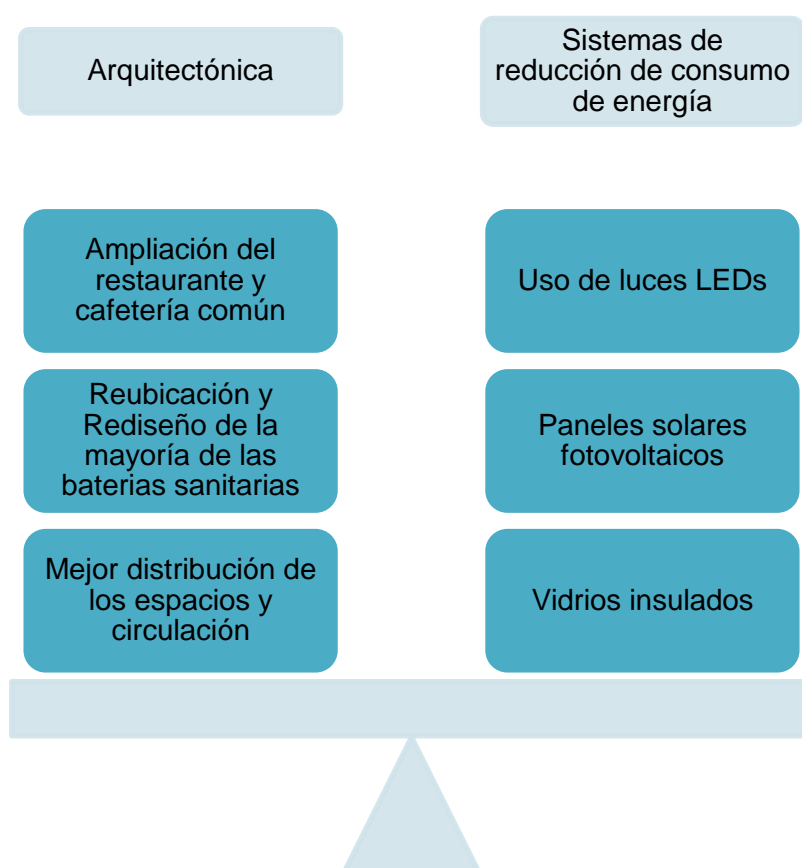 Arquitectónica
Sistemas de
reducción de consumo
de energía
Ampliación del
restaurante y
cafetería común
Reubicación y
Rediseño de la
mayoría de las
baterias sanitarias
Mejor distribución de
los espacios y
circulación
Uso de luces LEDs
Paneles solares
fotovoltaicos
Vidrios insulados